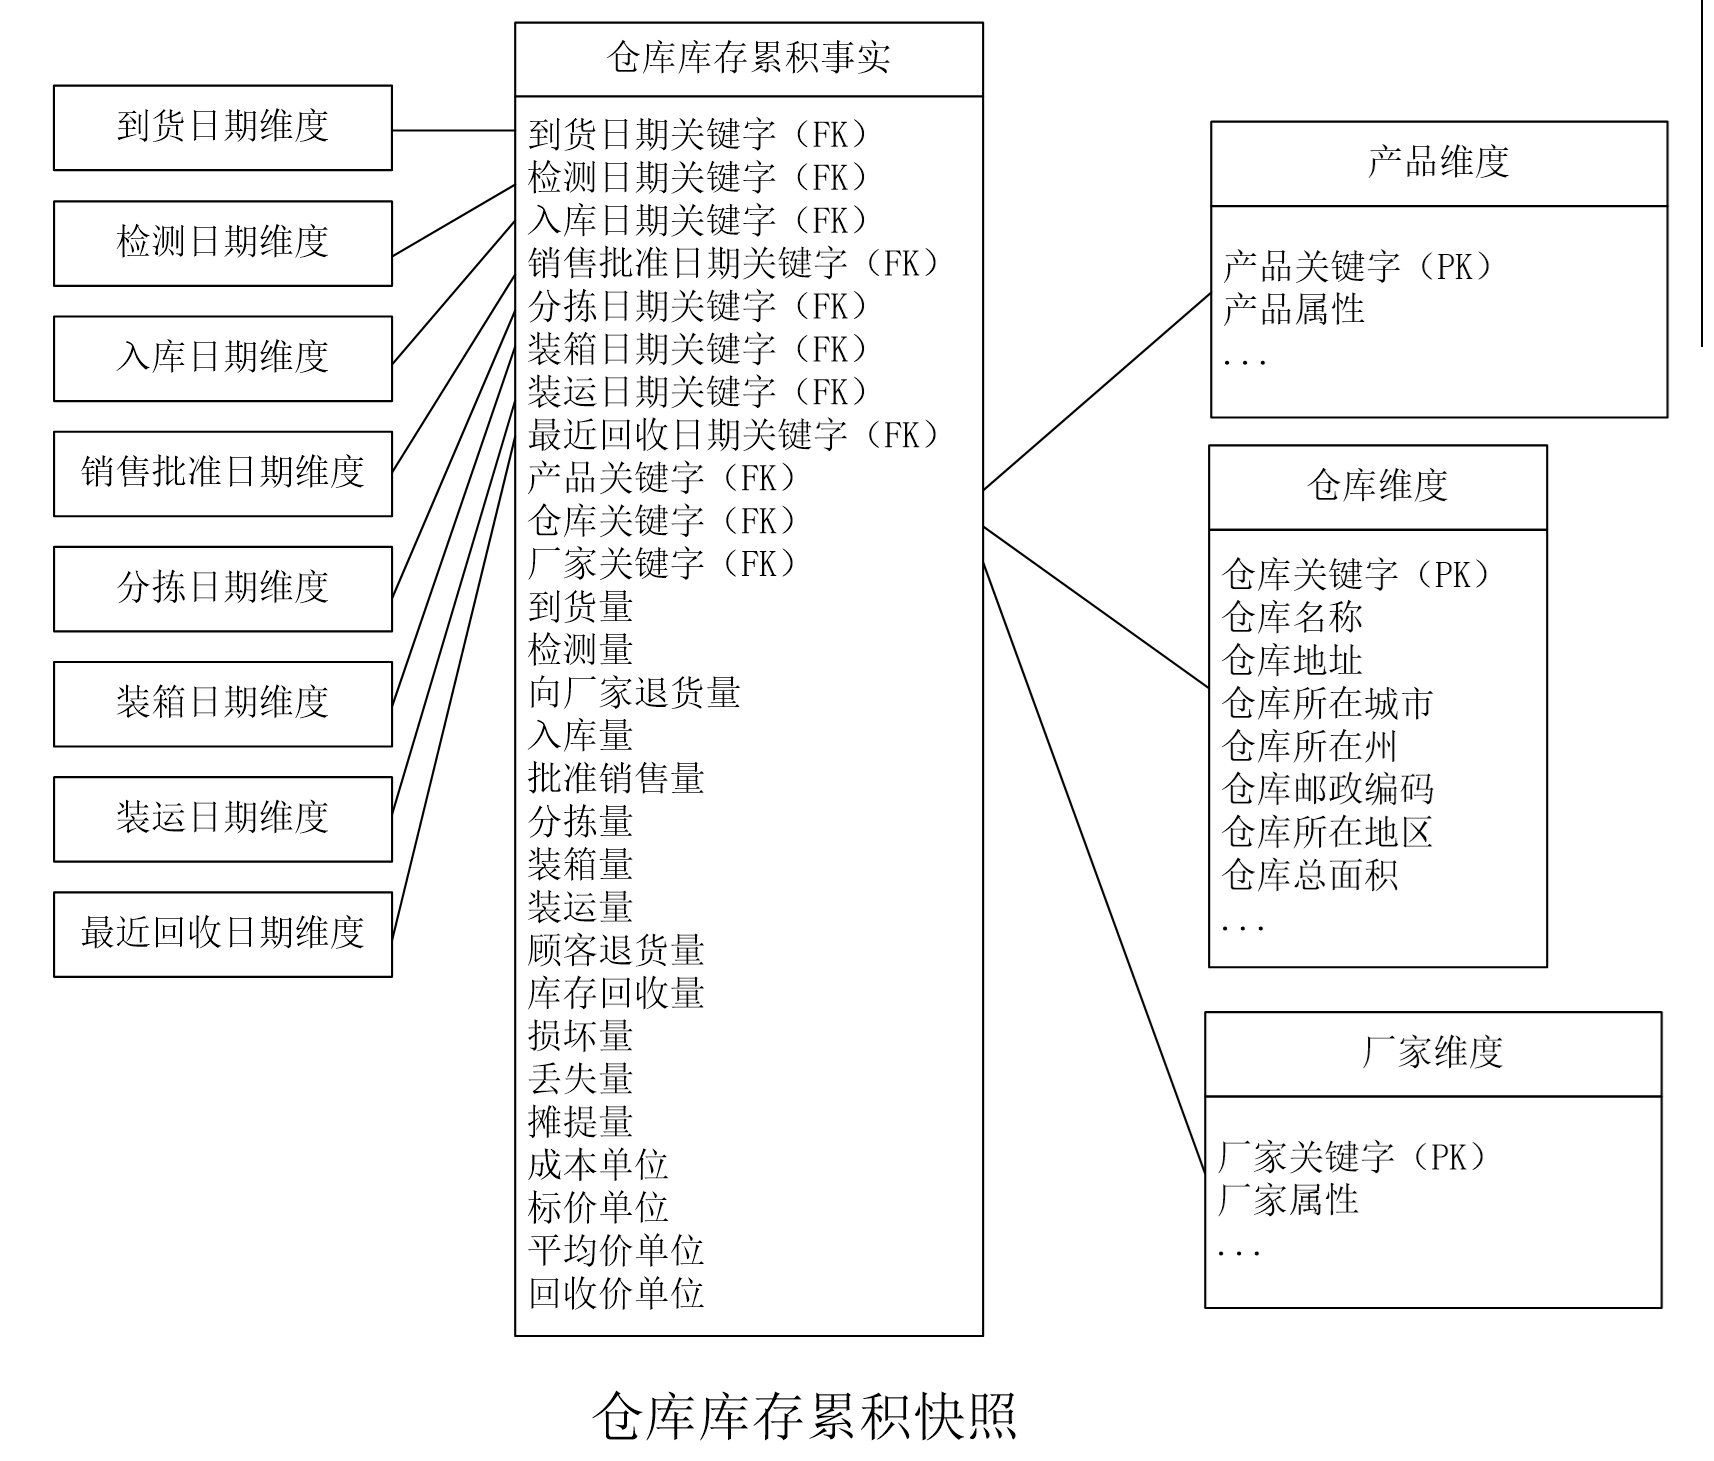 到货日期维度
检测日期维度
入库日期维度
销售批准日期维度
分拣日期维度
装箱日期维度
装运日期维度
最近回收日期维度
仓库库存累积事实
到货日期关键字（FK）
检测日期关键字（FK）
入库日期关键字（FK）
销售批准日期关键字（FK）
分拣日期关键字（FK）
装箱日期关键字（FK）
装运日期关键字（FK）
最近回收日期关键字（FK）
产品关键字（FK）
仓库关键字（FK）
厂家关键字（FK）
到货量
检测量
向厂家退货量
入库量
批准销售量
分拣量
装箱量
装运量
顾客退货量
库存回收量
损坏量
丢失量
摊提量
成本单位
标价单位
平均价单位
回收价单位
产品维度
产品关键字（PK）
产品属性
...
仓库维度
仓库关键字（PK）
仓库名称
仓库地址
仓库所在城市
仓库所在州
仓库邮政编码
仓库所在地区
仓库总面积
...
厂家维度
厂家关键字（PK）
厂家属性
...
仓库库存累积快照